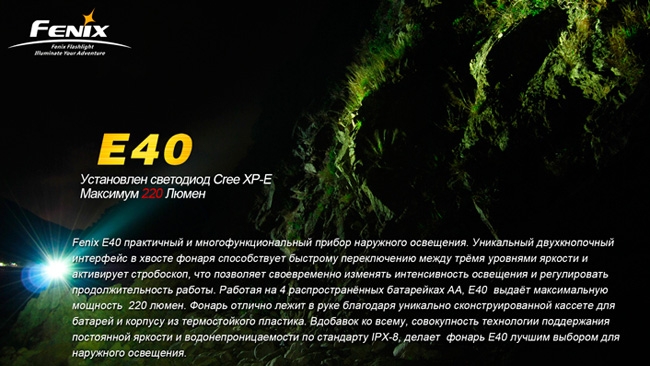 FENIX
Fenix Flashlight
Illuminate Your Adventure
E40
Установлен светодиод Cree XP-E
Максимум 220 Люмен
Fenix E40 практичный и многофункциональный прибор наружного освещения. Уникальный двухкнопочный
интерфейс в хвосте фонаря способствует быстрому переключению между трёмя уровнями яркости и
активирует стробоскоп, что позволяет своевременно изменять интенсивность освещения и регулировать
продолжительность работы. Работая на 4 распространённых батарейках AA, E40 выдаёт максимальную
мощность 220 люмен. Фонарь отлично лежит в руке благодаря уникально сконструированной кассете для
батарей и корпусу из термостойкого пластика. Вдобавок ко всему, совокупность технологии поддержания
постоянной яркости и водонепроницаемости по стандарту IPX-8, делает фонарь E40 лучшим выбором для
наружного освещения.